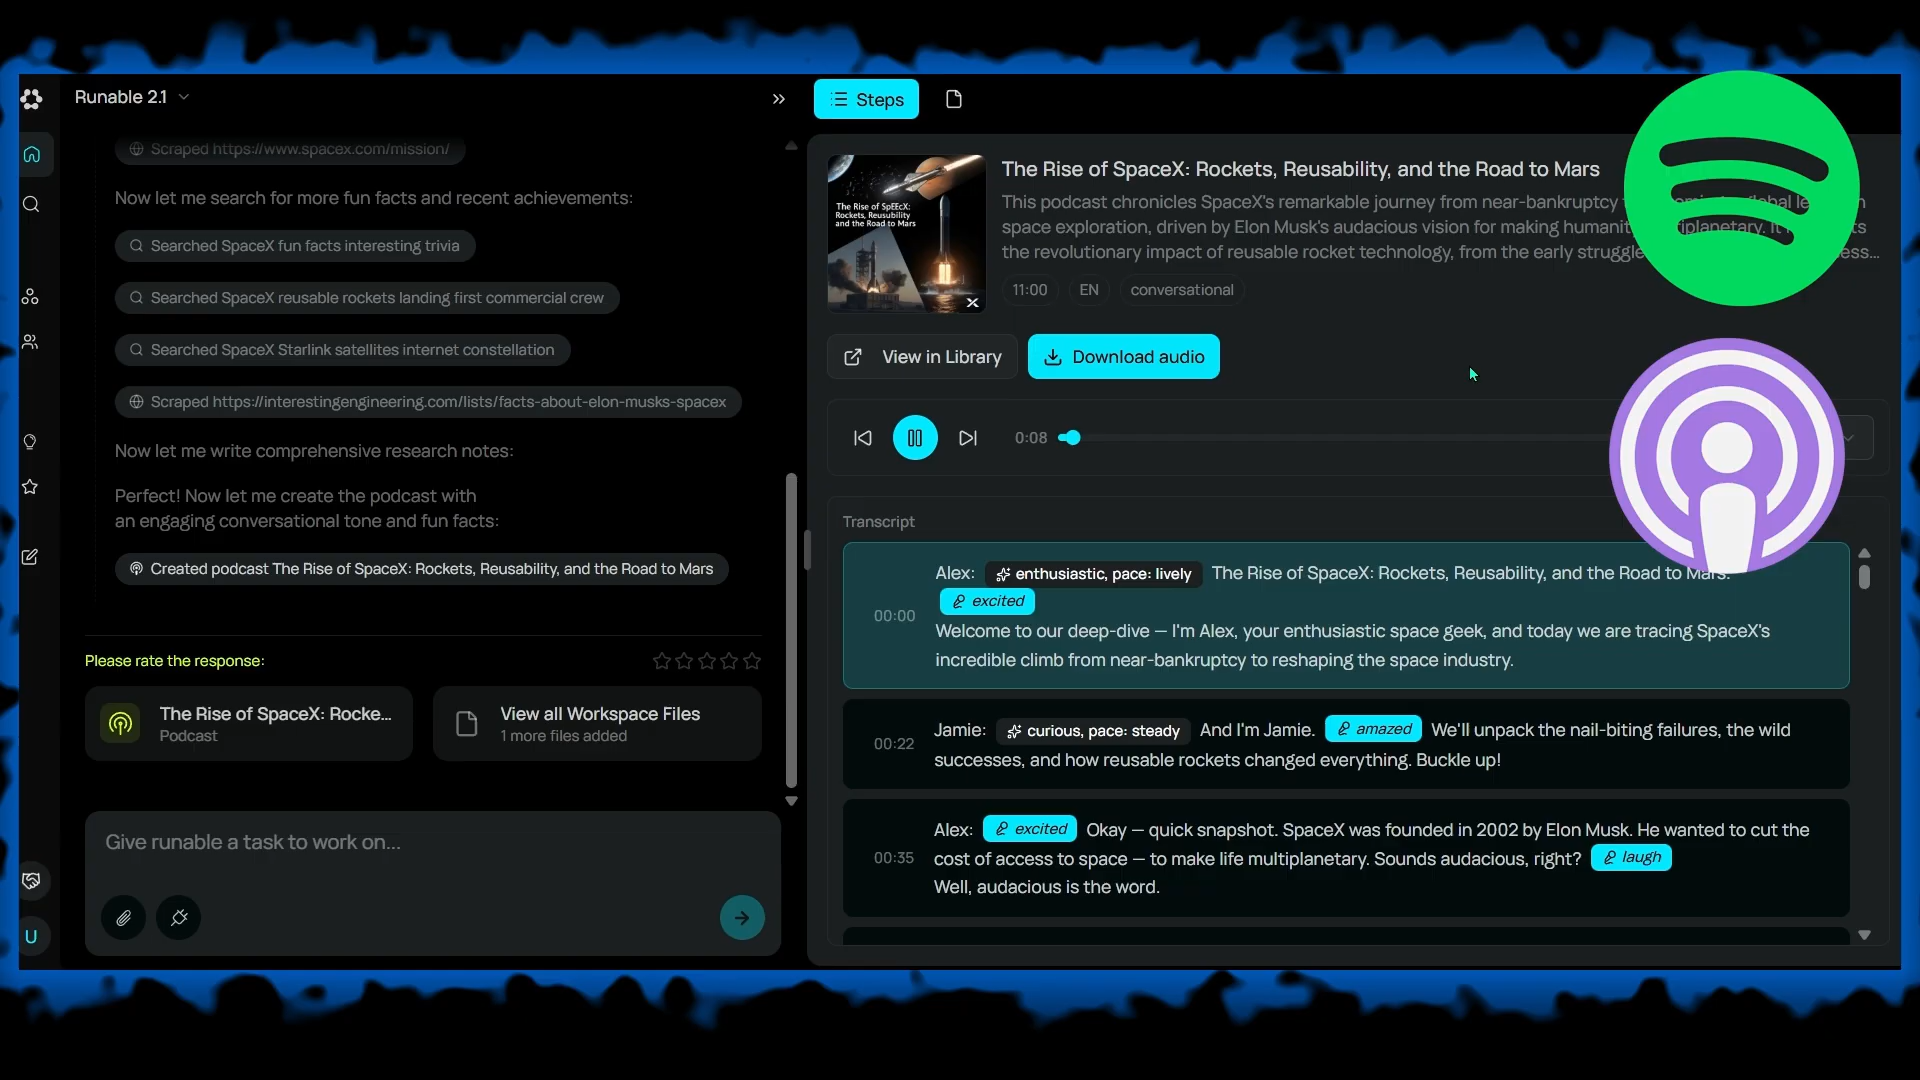 Runable 2.1
Steps
Scraped https://www.spacex.com/mission/
Now let me search for more fun facts and recent achievements:
Searched SpaceX fun facts interesting trivia
Searched SpaceX reusable rockets landing first commercial crew
Searched SpaceX Starlink satellites internet constellation
Scraped https://interestingengineering.com/lists/facts-about-elon-musks-spacex
Now let me write comprehensive research notes:
Perfect! Now let me create the podcast with
an engaging conversational tone and fun facts:
Created podcast The Rise of SpaceX: Rockets, Reusability, and the Road to Mars
Please rate the response:
The Rise of SpaceX: Rocke...
Podcast
View all Workspace Files
1 more files added
Give runable a task to work on...
U
The Rise of SpEEcX:
Rockets, Reusbility
and the Road to Mars
X
The Rise of SpaceX: Rockets, Reusability, and the Road to Mars
This podcast chronicles SpaceX's remarkable journey from near-bankruptcy
space exploration, driven by Elon Musk's audacious vision for making humanit iplanetary.
the revolutionary impact of reusable rocket technology, from the early struggle ess...
11:00
EN
conversational
View in Library
Download audio
0:08
Transcript
00:00
Alex: enthusiastic, pace: lively The Rise of SpaceX: Rockets, Reusability, and the Road to Mars.
excited
Welcome to our deep-dive — I'm Alex, your enthusiastic space geek, and today we are tracing SpaceX's
incredible climb from near-bankruptcy to reshaping the space industry.
00:22
Jamie: curious, pace: steady And I'm Jamie. amazed We'll unpack the nail-biting failures, the wild
successes, and how reusable rockets changed everything. Buckle up!
00:35
Alex: excited Okay — quick snapshot. SpaceX was founded in 2002 by Elon Musk. He wanted to cut the
cost of access to space — to make life multiplanetary. Sounds audacious, right? laugh
Well, audacious is the word.